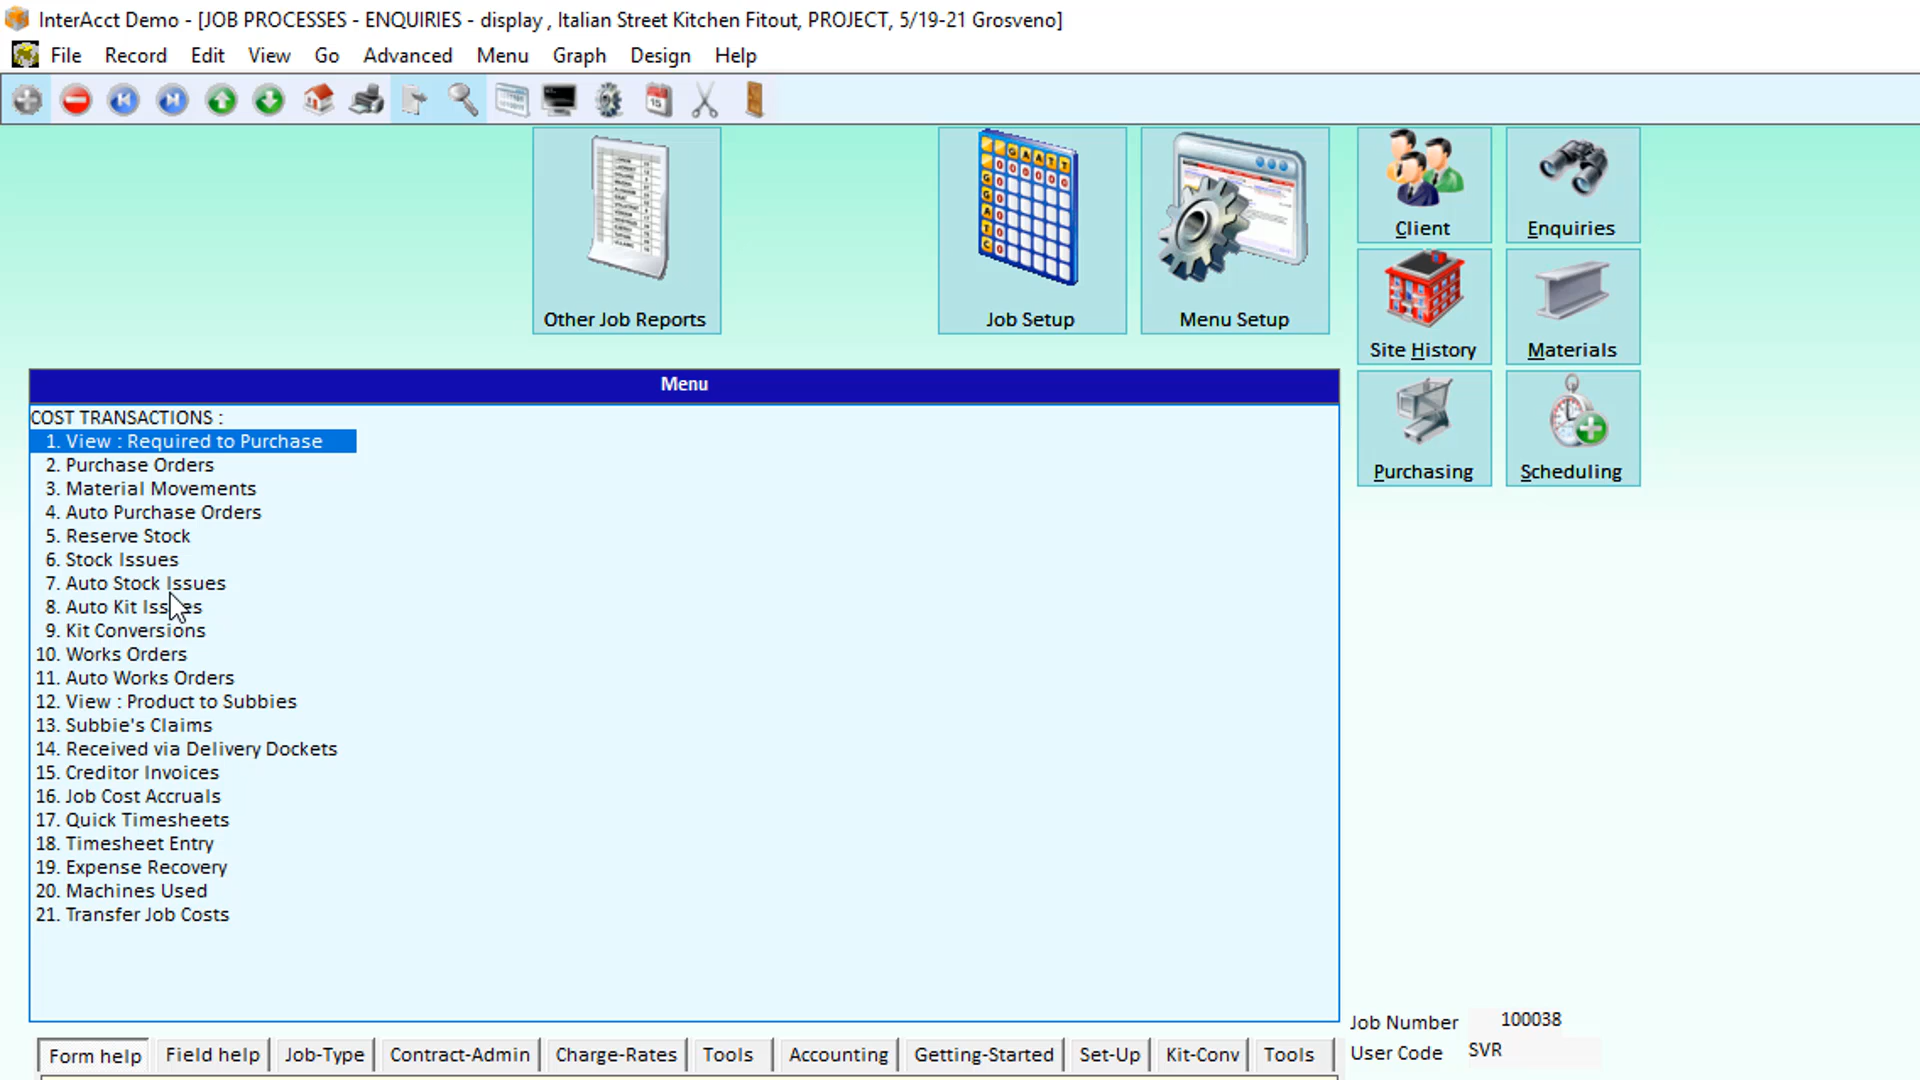 InterAcct Demo - [JOB PROCESSES - ENQUIRIES - display , Italian Street Kitchen Fitout, PROJECT, 5/19-21 Grosveno]
File Record Edit View Go Advanced Menu Graph Design Help
15
Other Job Reports
Job Setup
Menu Setup
Client
Enquiries
Site History
Materials
Purchasing
Scheduling
Menu
COST TRANSACTIONS :
1. View : Required to Purchase
2. Purchase Orders
3. Material Movements
4. Auto Purchase Orders
5. Reserve Stock
6. Stock Issues
7. Auto Stock Issues
8. Auto Kit Issues
9. Kit Conversions
10. Works Orders
11. Auto Works Orders
12. View : Product to Subbies
13. Subbie's Claims
14. Received via Delivery Dockets
15. Creditor Invoices
16. Job Cost Accruals
17. Quick Timesheets
18. Timesheet Entry
19. Expense Recovery
20. Machines Used
21. Transfer Job Costs
Job Number 100038
User Code SVR
Form help Field help Job-Type Contract-Admin Charge-Rates Tools Accounting Getting-Started Set-Up Kit-Conv Tools